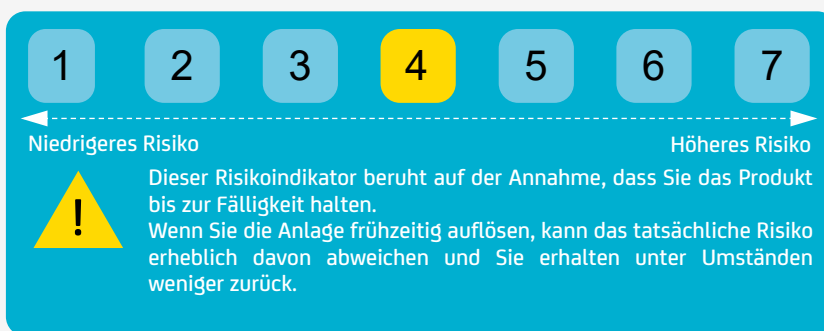 1 2 3 4 5 6 7
Niedrigeres Risiko Höheres Risiko
!
Dieser Risikoindikator beruht auf der Annahme, dass Sie das Produkt
bis zur Fälligkeit halten.
Wenn Sie die Anlage frühzeitig auflösen, kann das tatsächliche Risiko
erheblich davon abweichen und Sie erhalten unter Umständen
weniger zurück.